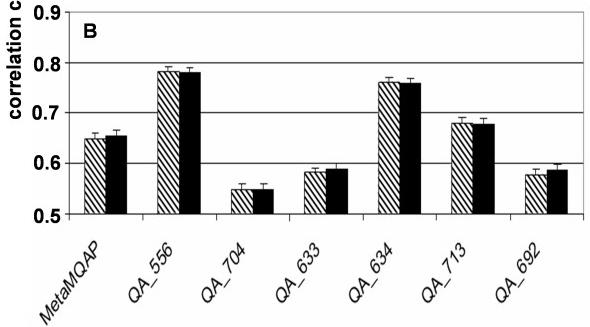 correlation c
B
0.9
0.8
0.7
0.6
0.5
MetaMQAP
QA_556
QA_704
QA_633
QA_634
QA_713
QA_692